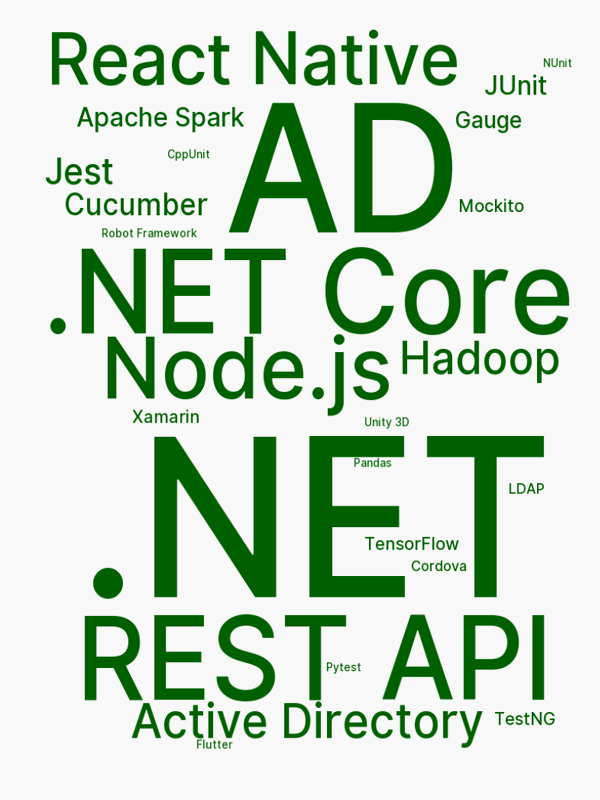 React Native
NUnit
JUnit
Apache Spark
AD
Gauge
CppUnit
Jest
Cucumber
Mockito
Robot Framework
.NET Core
Node.js
Hadoop
Xamarin
Unity 3D
.NET
Pandas
LDAP
TensorFlow
Cordova
REST API
Pytest
Active Directory
TestNG
Flutter